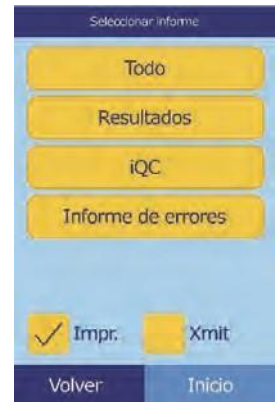 Seleccionar informe
Todo
Resultados
iQC
Informe de errores
Impr. Xmit
Volver Inicio